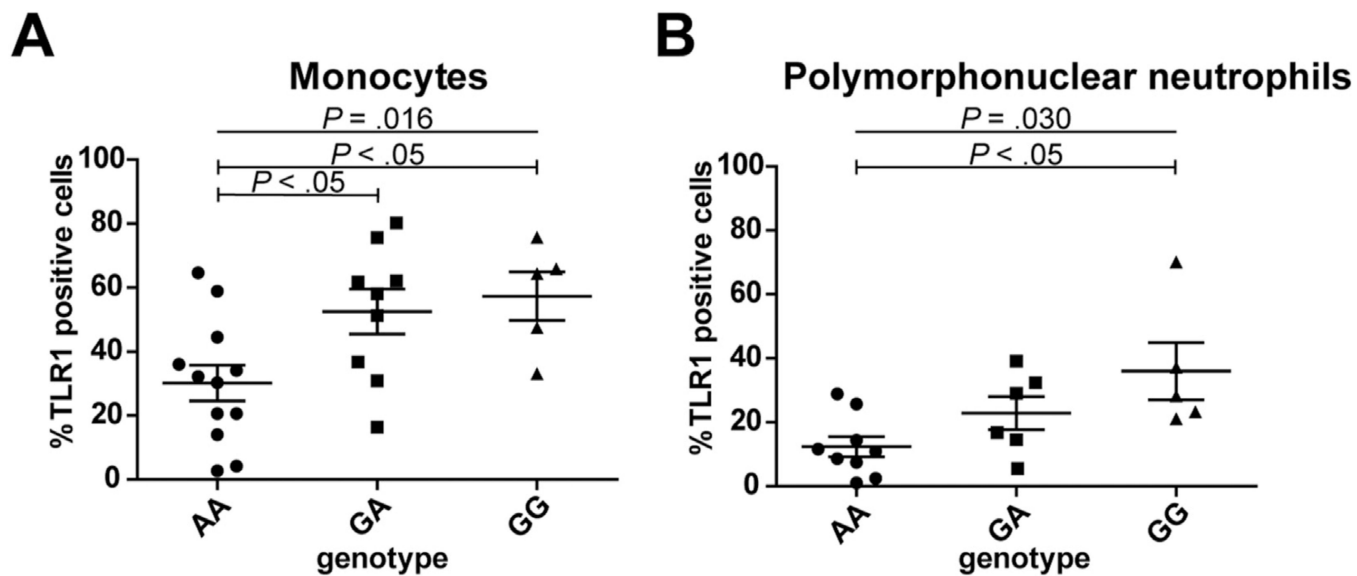 A
Monocytes
P = .016
P < .05
P < .05
% TLR1 positive cells
100
80
60
40
20
0
AA
GA
GG
genotype
B
Polymorphonuclear neutrophils
P = .030
P < .05
% TLR1 positive cells
100
80
60
40
20
0
AA
GA
GG
genotype